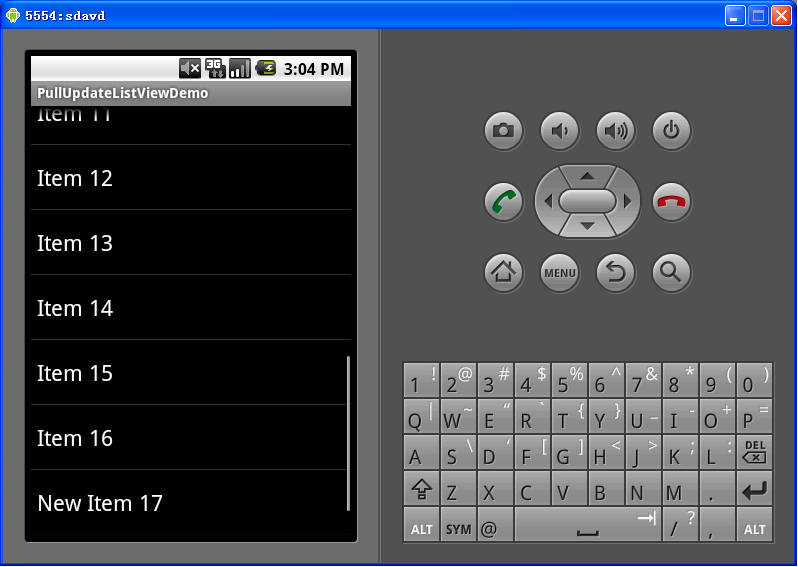 5554:sdavd
3G 3:04 PM
PullUpdateListViewDemo
Item 11
Item 12
Item 13
Item 14
Item 15
Item 16
New Item 17
MENU
1 ! 2 @ 3 # 4 $ 5 % 6 ^ 7 & 8 * 9 ( 0 )
Q | W ~ E “ R ` T { Y } U _ I - O + P =
A S \ D ‘ F [ G ] H < J > K ; L : DEL
Z X C V B N M .
ALT SYM @ / ? , ALT